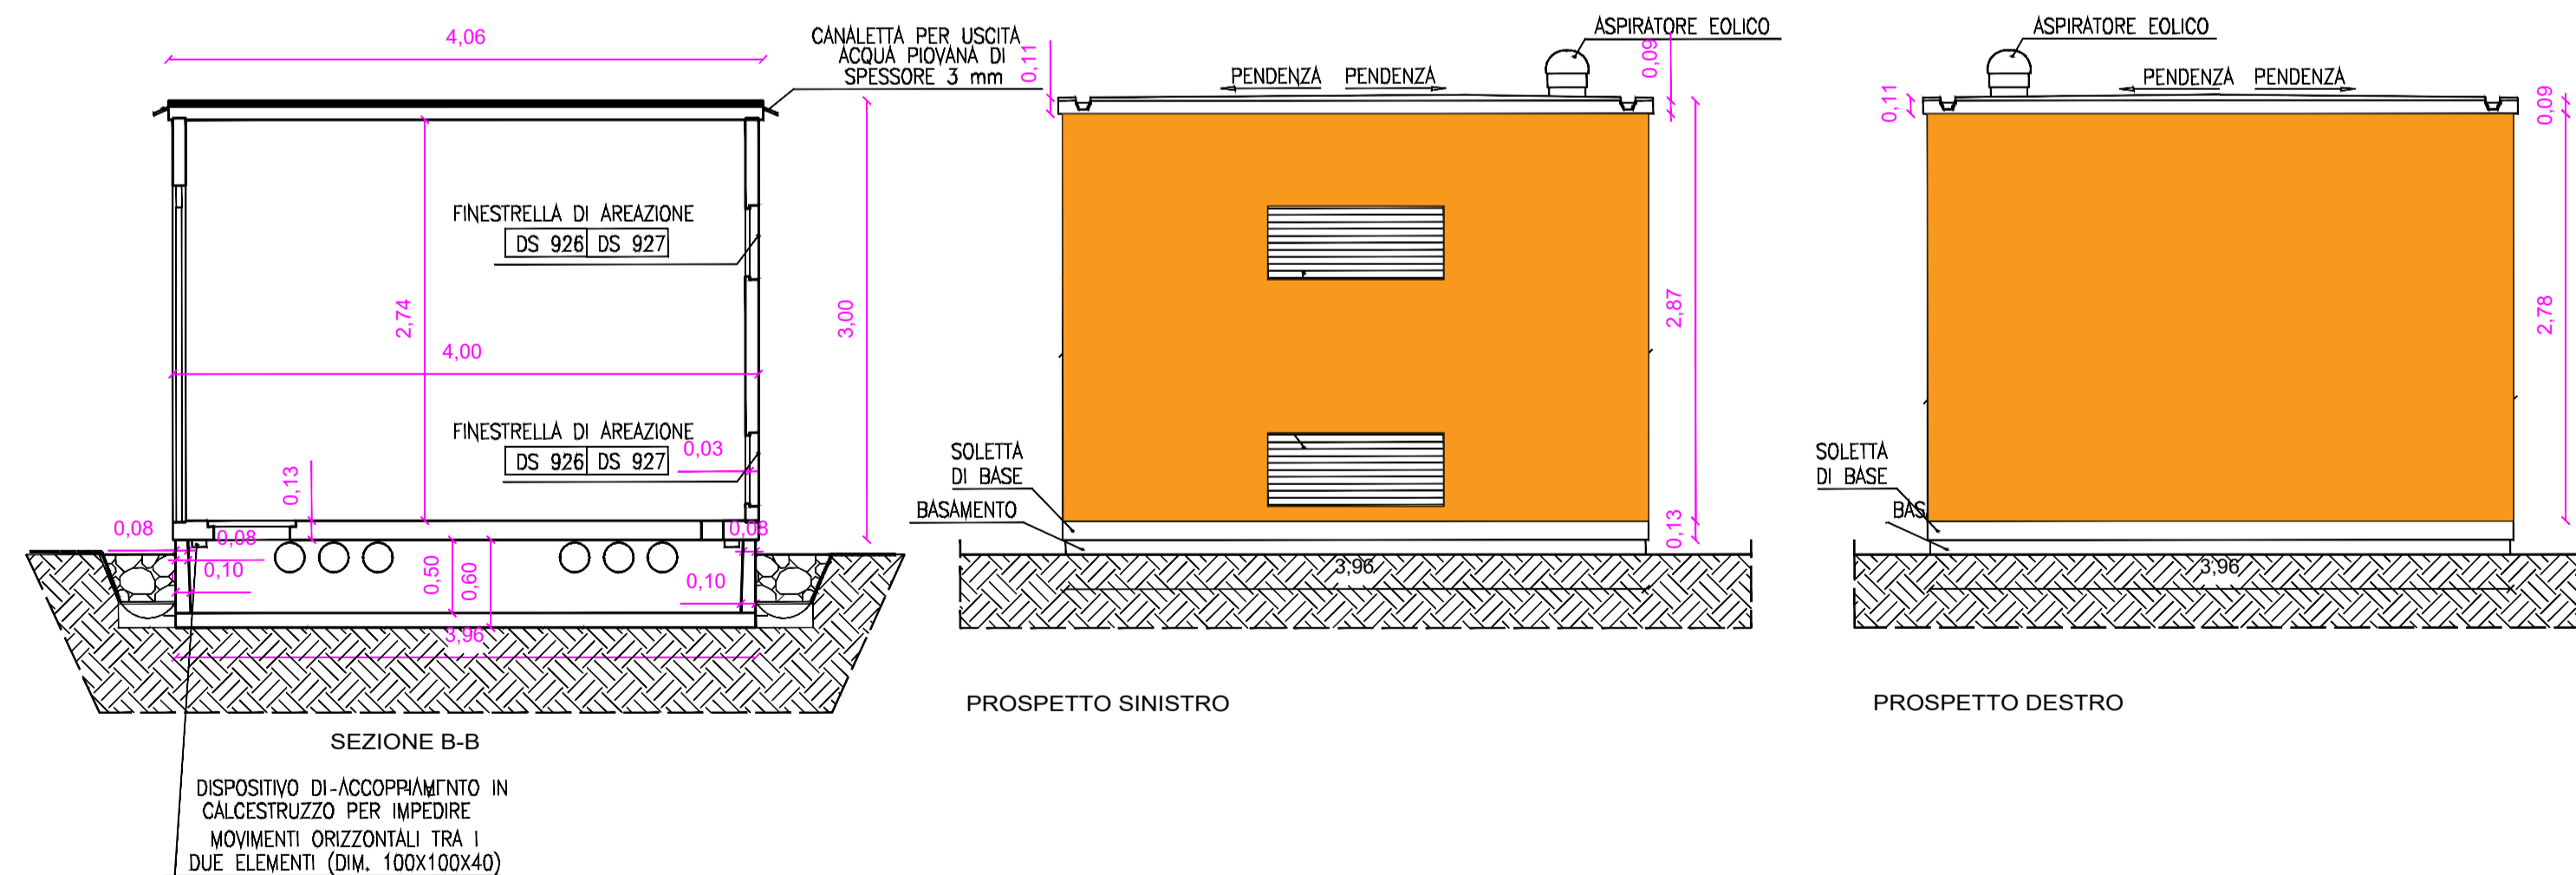 4,06
CANALETTA PER USCITA
ACQUA PIOVANA DI
SPESSORE 3 mm
FINESTRELLA DI AREAZIONE
DS 926 DS 927
2,74
4,00
3,00
FINESTRELLA DI AREAZIONE
DS 926 DS 927
0,03
0,13
0,08
0,08
0,08
0,10
0,50
0,60
0,10
3,96
SEZIONE B-B
DISPOSITIVO DI-ACCOPPIAMENTO IN
CALCESTRUZZO PER IMPEDIRE
MOVIMENTI ORIZZONTALI TRA I
DUE ELEMENTI (DIM. 100X100X40)
0,11
PENDENZA PENDENZA
ASPIRATORE EOLICO
0,09
2,87
SOLETTA
DI BASE
BASAMENTO
0,13
3,96
PROSPETTO SINISTRO
ASPIRATORE EOLICO
0,11
PENDENZA PENDENZA
0,09
2,78
SOLETTA
DI BASE
BAS
3,96
PROSPETTO DESTRO